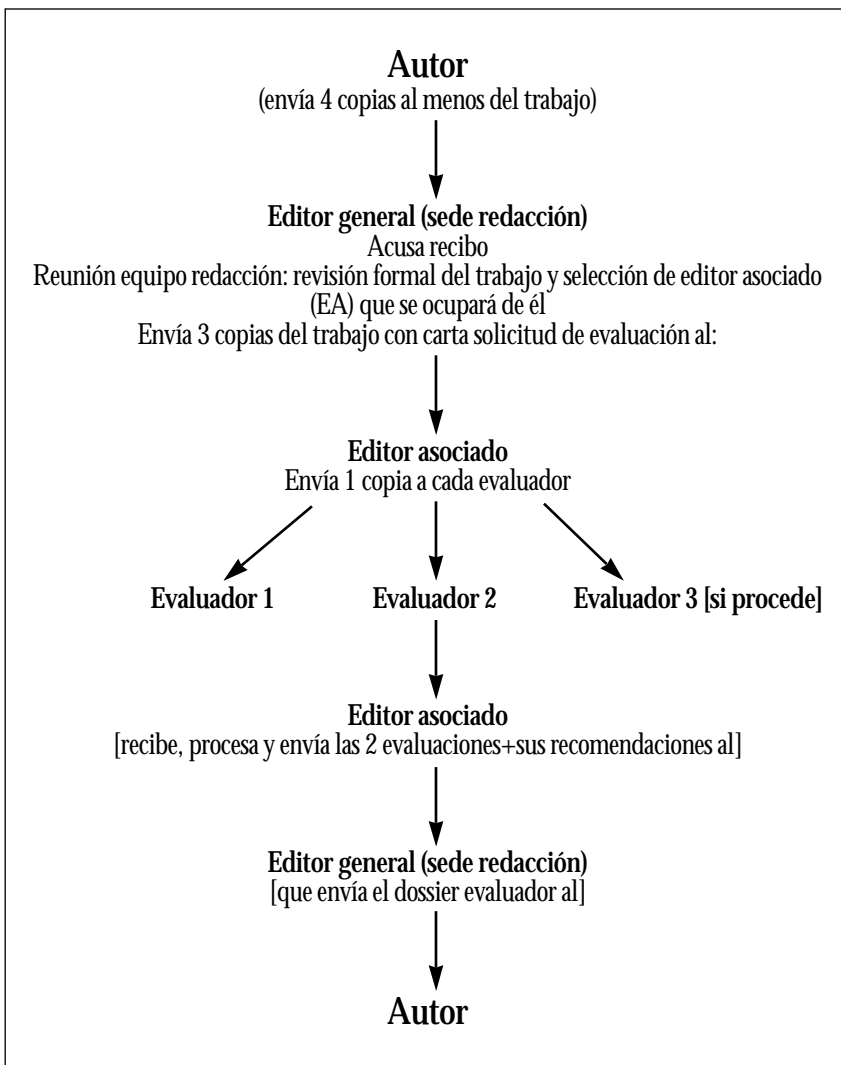 Autor
(envía 4 copias al menos del trabajo)
Editor general (sede redacción)
Acusa recibo
Reunión equipo redacción: revisión formal del trabajo y selección de editor asociado
(EA) que se ocupará de él
Envía 3 copias del trabajo con carta solicitud de evaluación al:
Editor asociado
Envía 1 copia a cada evaluador
Evaluador 1 Evaluador 2 Evaluador 3 [si procede]
Editor asociado
[recibe, procesa y envía las 2 evaluaciones+sus recomendaciones al]
Editor general (sede redacción)
[que envía el dossier evaluador al]
Autor